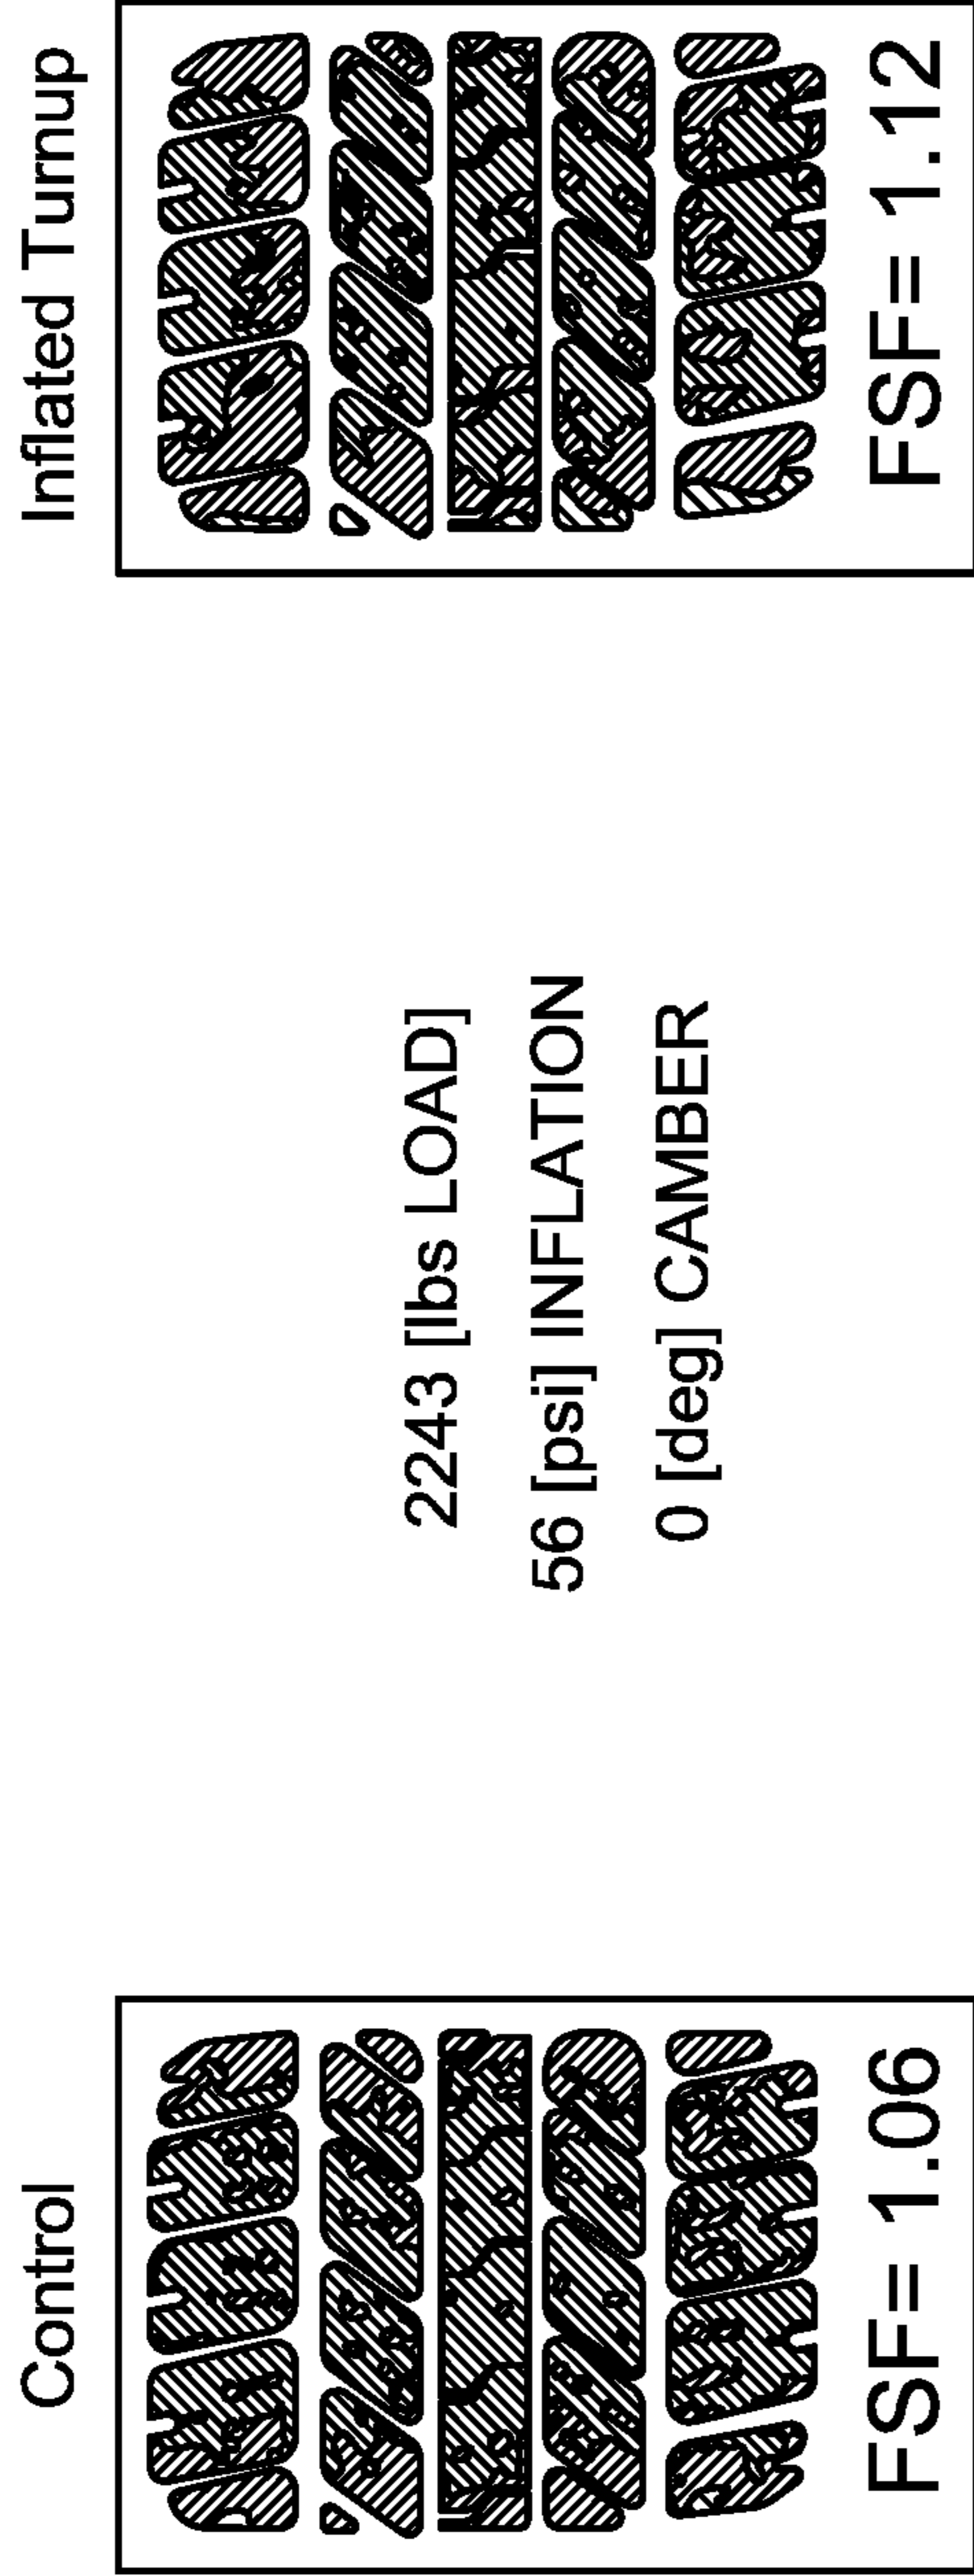 Control
FSF= 1.06
2243 [lbs LOAD]
56 [psi] INFLATION
0 [deg] CAMBER
Inflated Turnup
FSF= 1.12